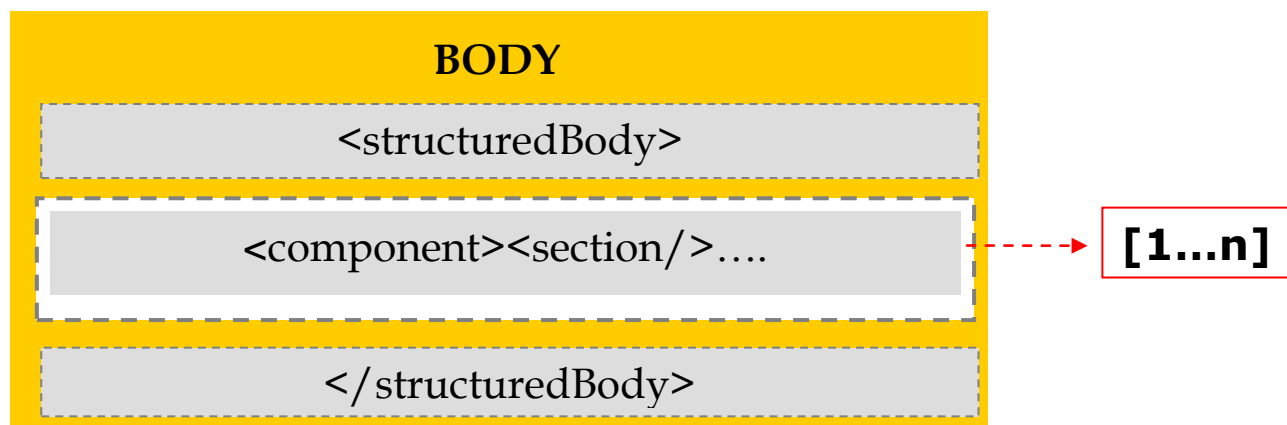 BODY
<structuredBody>
<component><section/>....
[1...n]
</structuredBody>